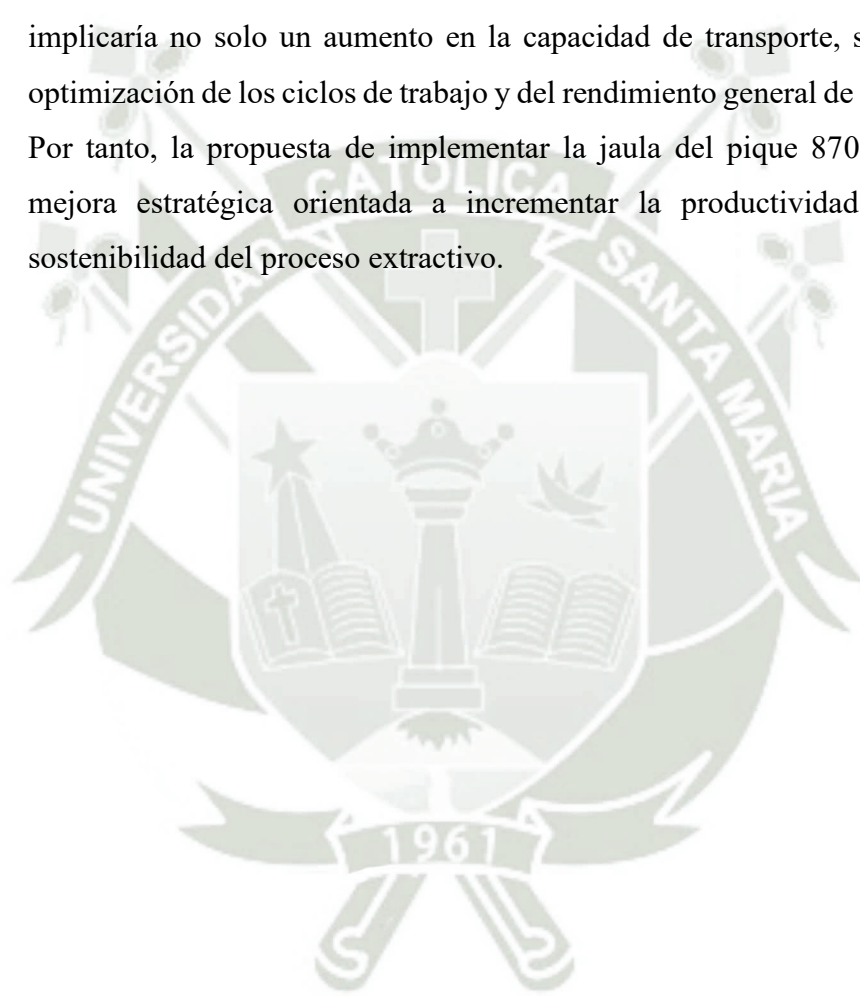 implicaría no solo un aumento en la capacidad de transporte, s
optimización de los ciclos de trabajo y del rendimiento general de
Por tanto, la propuesta de implementar la jaula del pique 870
mejora estratégica orientada a incrementar la productividad
sostenibilidad del proceso extractivo.
UNIVERSIDAD CATOLICA SANTA MARIA
1961